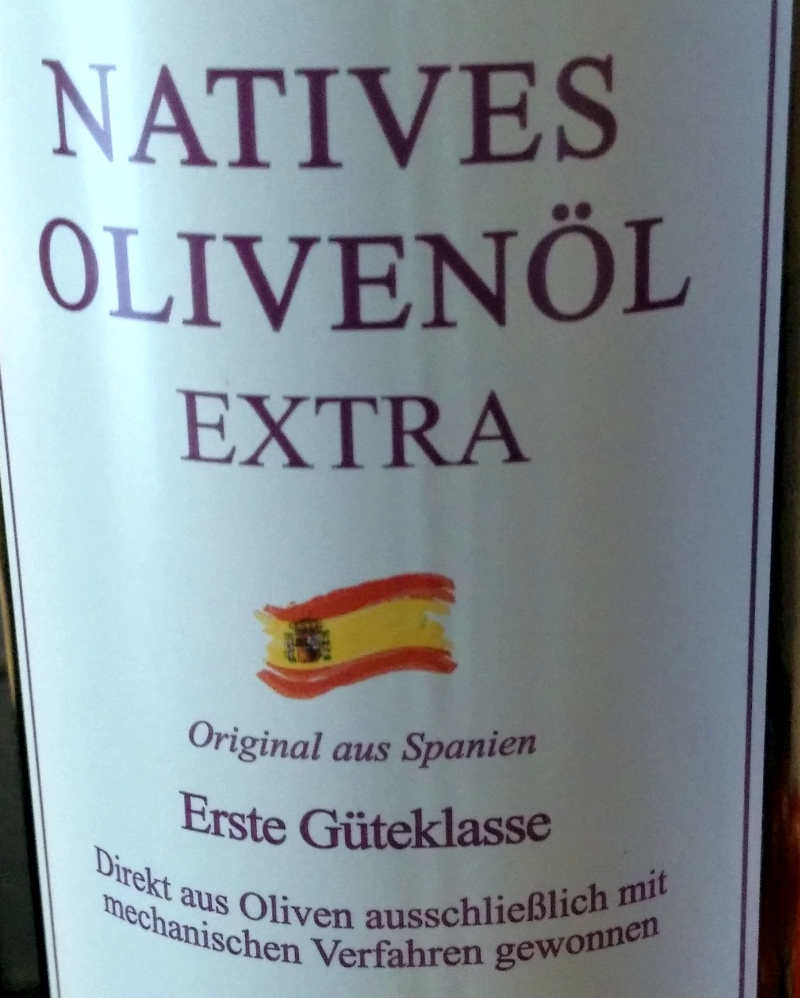 NATIVES
OLIVENÖL
EXTRA
Original aus Spanien
Erste Güteklasse
Direkt aus Oliven ausschließlich mit
mechanischen Verfahren gewonnen